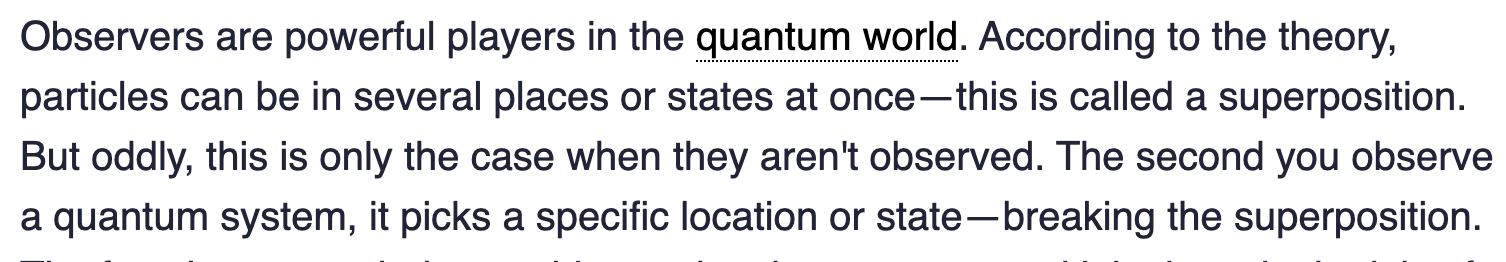 Observers are powerful players in the quantum world. According to the theory,
particles can be in several places or states at once—this is called a superposition.
But oddly, this is only the case when they aren't observed. The second you observe
a quantum system, it picks a specific location or state—breaking the superposition.